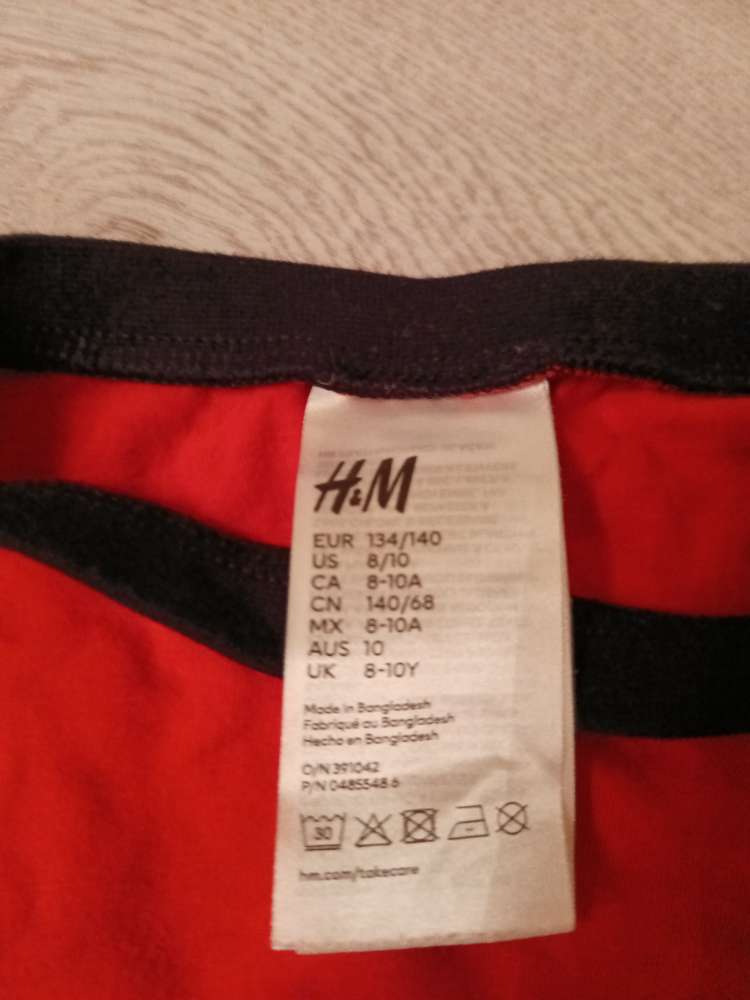 H&M
EUR 134/140
US 8/10
CA 8-10A
CN 140/68
MX 8-10A
AUS 10
UK 8-10Y
Made in Bangladesh
Fabriqué au Bangladesh
Hecho en Bangladesh
O/N 391042
P/N 0485548.6
30
hm.com/takecare